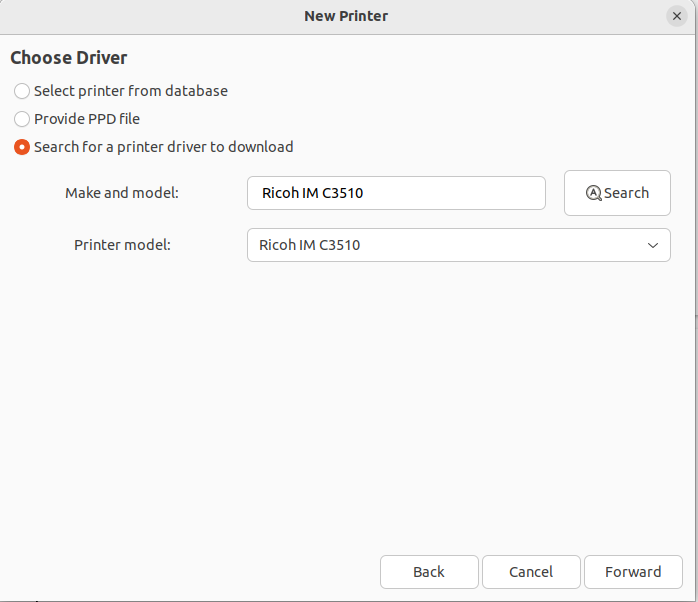 New Printer
Choose Driver
Select printer from database
Provide PPD file
Search for a printer driver to download
Make and model: Ricoh IM C3510 Search
Printer model: Ricoh IM C3510
Back Cancel Forward